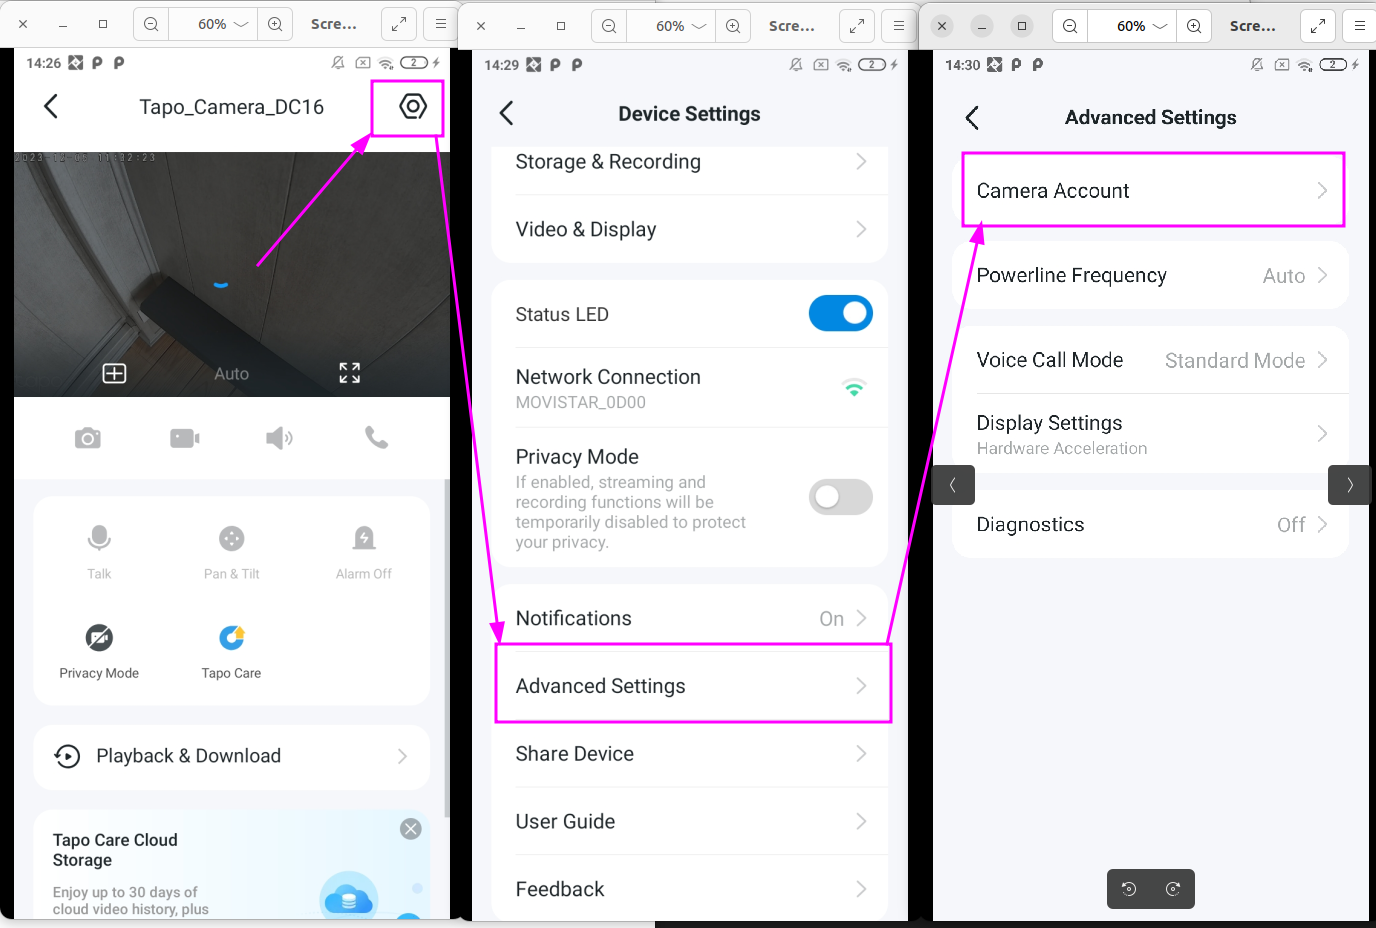 60%
Scre...
14:26
2
Tapo_Camera_DC16
2023-12-05 11:32:23
Auto
Talk
Pan & Tilt
Alarm Off
Privacy Mode
Tapo Care
Playback & Download
Tapo Care Cloud
Storage
Enjoy up to 30 days of
cloud video history, plus
60%
Scre...
14:29
2
Device Settings
Storage & Recording
Video & Display
Status LED
Network Connection
MOVISTAR_0D00
Privacy Mode
If enabled, streaming and
recording functions will be
temporarily disabled to protect
your privacy.
Notifications On
Advanced Settings
Share Device
User Guide
Feedback
60%
Scre...
14:30
2
Advanced Settings
Camera Account
Powerline Frequency Auto
Voice Call Mode Standard Mode
Display Settings
Hardware Acceleration
Diagnostics Off